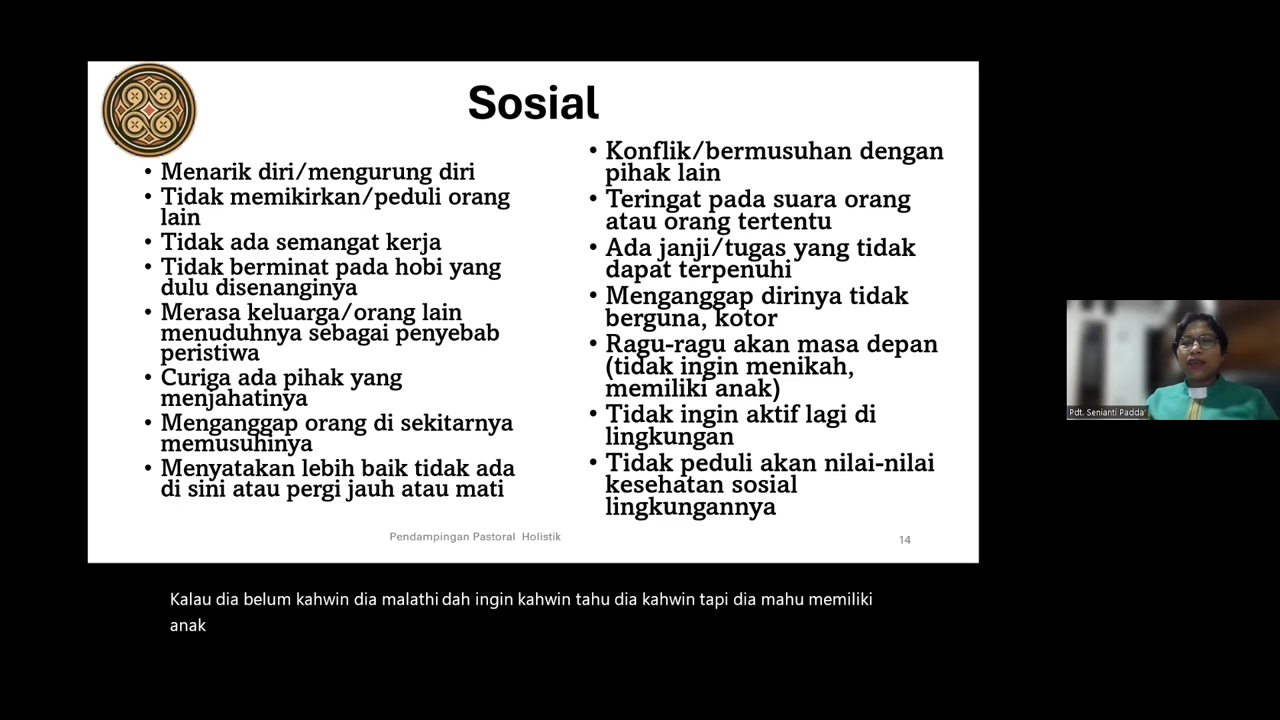 Sosial
• Menarik diri/mengurung diri
• Tidak memikirkan/peduli orang
lain
• Tidak ada semangat kerja
• Tidak berminat pada hobi yang
dulu disenanginya
• Merasa keluarga/orang lain
menuduhnya sebagai penyebab
peristiwa
• Curiga ada pihak yang
menjahatinya
• Menganggap orang di sekitarnya
memusuhinya
• Menyatakan lebih baik tidak ada
di sini atau pergi jauh atau mati
• Konflik/bermusuhan dengan
pihak lain
• Teringat pada suara orang
atau orang tertentu
• Ada janji/tugas yang tidak
dapat terpenuhi
• Menganggap dirinya tidak
berguna, kotor
• Ragu-ragu akan masa depan
(tidak ingin menikah,
memiliki anak)
• Tidak ingin aktif lagi di
lingkungan
• Tidak peduli akan nilai-nilai
kesehatan sosial
lingkungannya
Pendampingan Pastoral Holistik
14
Pdt. Senianti Padda'
Kalau dia belum kahwin dia malathi dah ingin kahwin tahu dia kahwin tapi dia mahu memiliki
anak